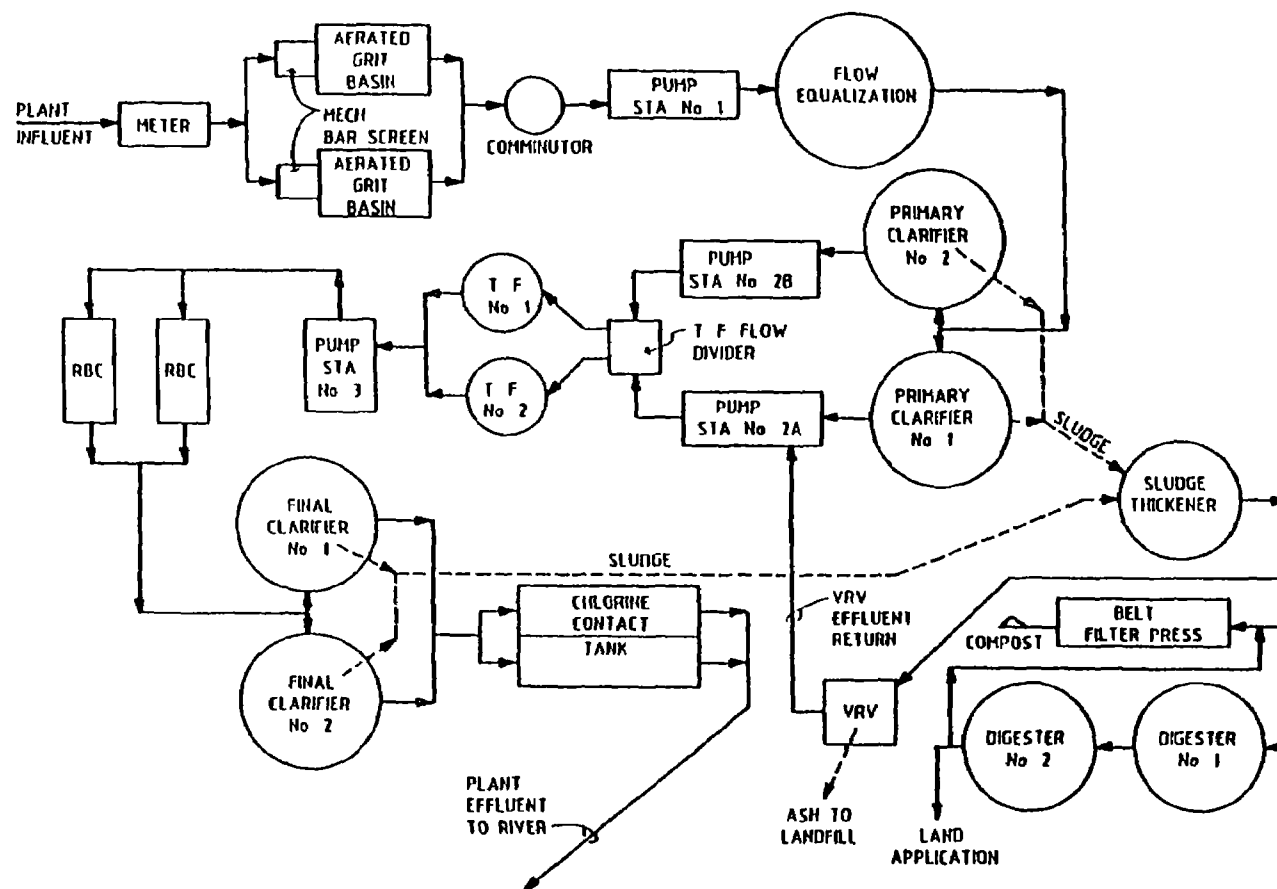 AFRATED
GRIT
BASIN
PLANT
INFLUENT
METER
MECH
BAR SCREEN
AERATED
GRIT
BASIN
COMMINUTOR
PUMP
STA No 1
FLOW
EQUALIZATION
PRIMARY
CLARIFIER
No 2
PUMP
STA No 2B
T F FLOW
DIVIDER
T F
No 1
T F
No 2
PUMP
STA
No 3
RBC
RBC
PUMP
STA No 2A
PRIMARY
CLARIFIER
No 1
SLUDGE
SLUDGE
THICKENER
FINAL
CLARIFIER
No 1
SLUDGE
FINAL
CLARIFIER
No 2
CHLORINE
CONTACT
TANK
VRV
EFFLUENT
RETURN
COMPOST
BELT
FILTER PRESS
VRV
DIGESTER
No 2
DIGESTER
No 1
PLANT
EFFLUENT
TO RIVER
ASH TO
LANDFILL
LAND
APPLICATION